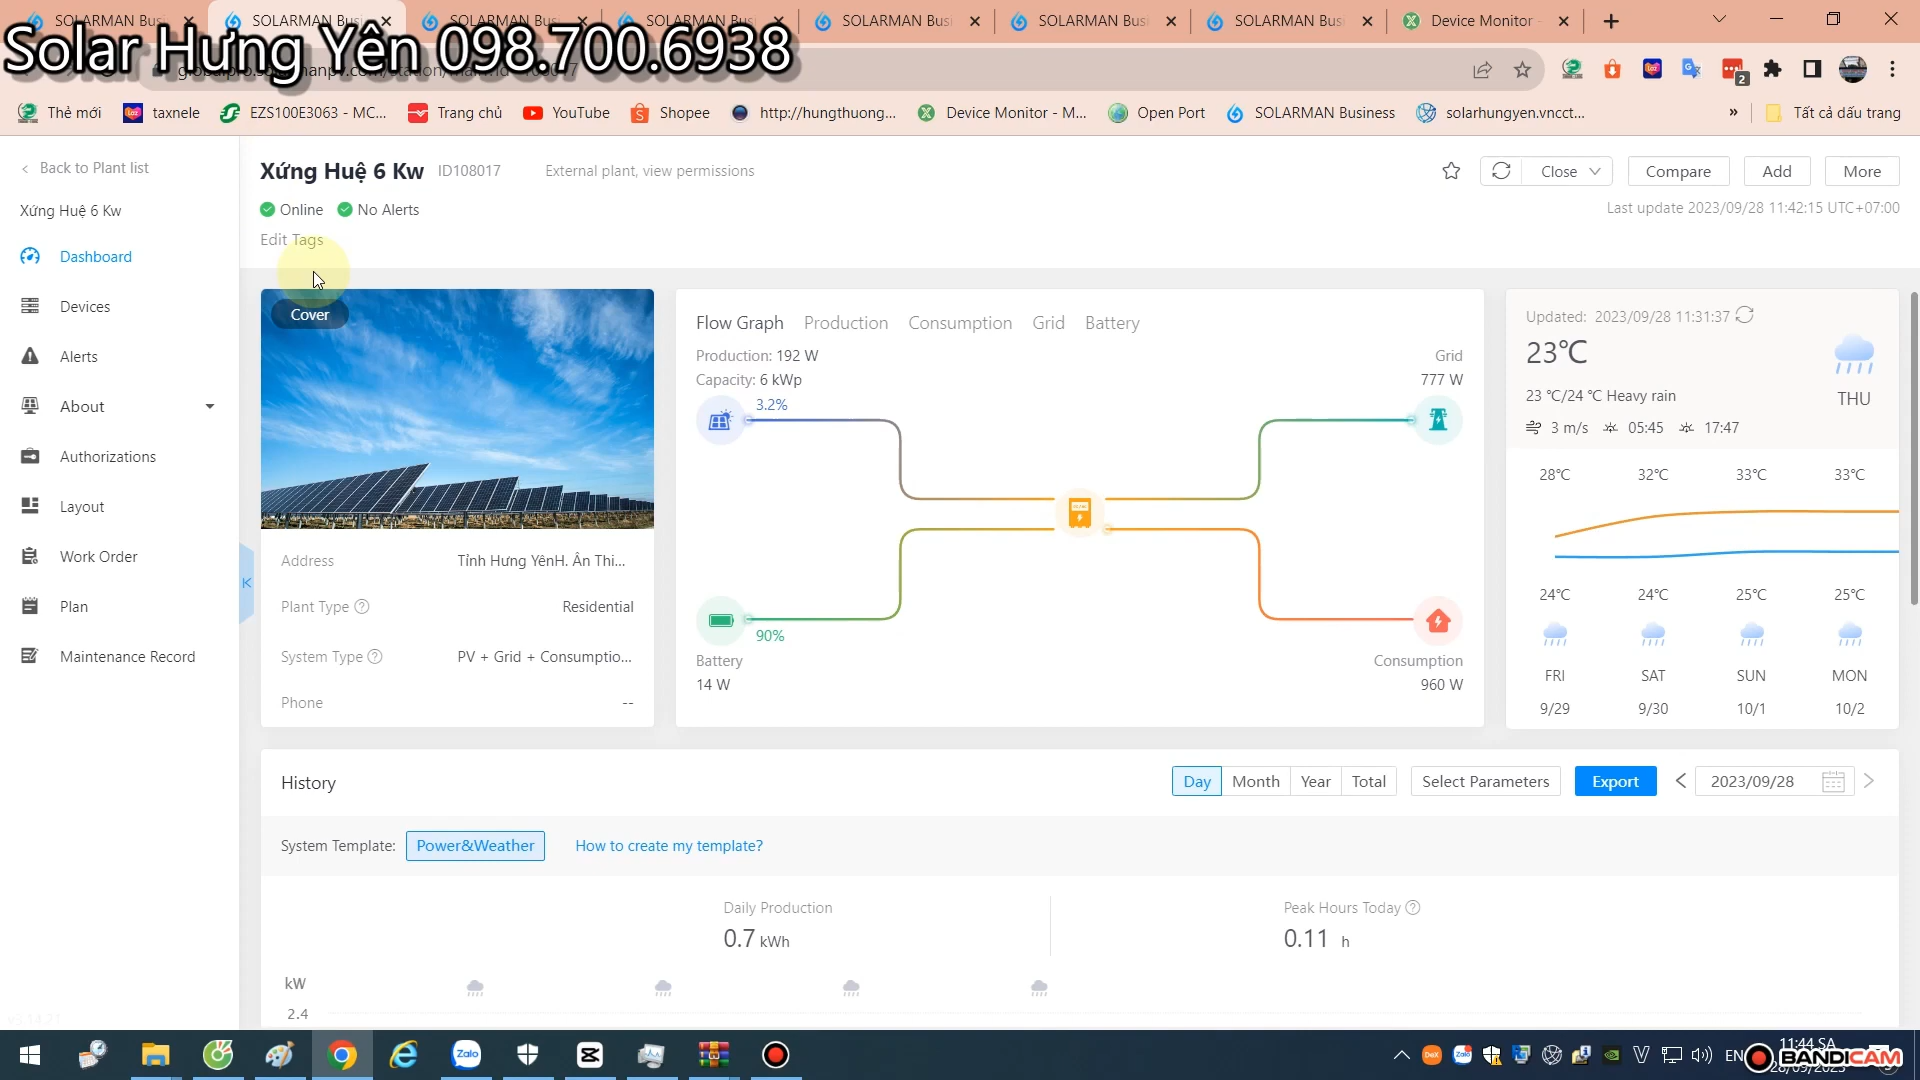 SOLARMAN Bus
SOLARMAN Busi
SOLARMAN Bu
SOLARMAN Bu
SOLARMAN Busi
SOLARMAN Busi
SOLARMAN Busi
Device Monitor -
Solar Hưng Yên 098.700.6938
2
Thẻ mới
taxnele
EZS100E3063 - MC...
Trang chủ
YouTube
Shopee
http://hungthuong...
Device Monitor - M...
Open Port
SOLARMAN Business
solarhungyen.vncct...
»
Tất cả dấu trang
Back to Plant list
Xứng Huệ 6 Kw
Dashboard
Devices
Alerts
About
Authorizations
Layout
Work Order
Plan
Maintenance Record
Xứng Huệ 6 Kw ID108017 External plant, view permissions
Close
Compare
Add
More
Online No Alerts
Last update 2023/09/28 11:42:15 UTC+07:00
Edit Tags
Cover
Address Tỉnh Hưng YênH. Ân Thi...
Plant Type Residential
System Type PV + Grid + Consumptio...
Phone --
Flow Graph Production Consumption Grid Battery
Production: 192 W
Capacity: 6 kWp
3.2%
Grid
777 W
90%
Battery
14 W
Consumption
960 W
Updated: 2023/09/28 11:31:37
23℃
23 ℃/24 ℃ Heavy rain
THU
3 m/s 05:45 17:47
28℃ 32℃ 33℃ 33℃
24℃ 24℃ 25℃ 25℃
FRI SAT SUN MON
9/29 9/30 10/1 10/2
History
Day Month Year Total
Select Parameters
Export
2023/09/28
System Template: Power&Weather How to create my template?
Daily Production
0.7 kWh
Peak Hours Today
0.11 h
kW
2.4
Zalo
EN
11:44 SA
28/09/2023
BANDICAM